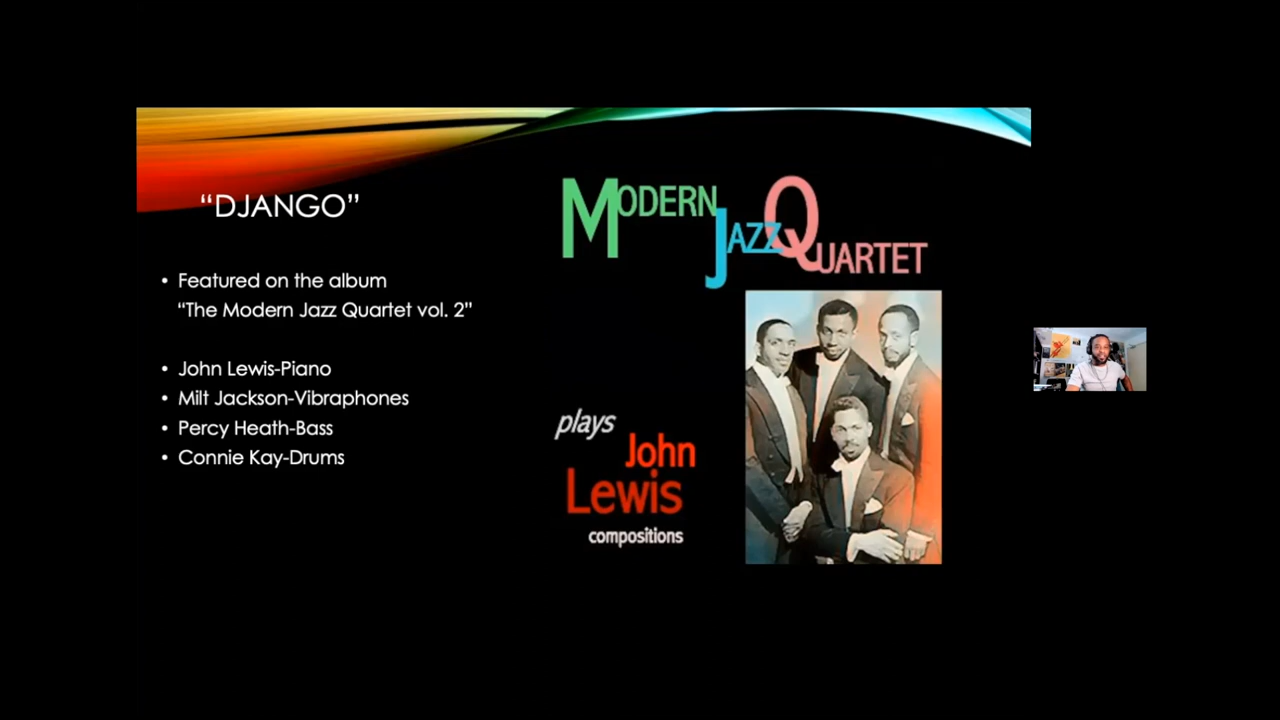 “DJANGO”
• Featured on the album
“The Modern Jazz Quartet vol. 2”
• John Lewis-Piano
• Milt Jackson-Vibraphones
• Percy Heath-Bass
• Connie Kay-Drums
MODERN
JAZZ
QUARTET
plays
John
Lewis
compositions